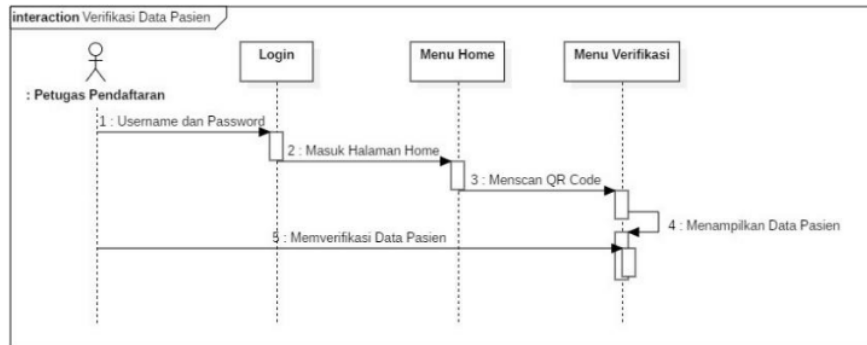 interaction Verifikasi Data Pasien
Login
Menu Home
Menu Verifikasi
: Petugas Pendaftaran
1 : Username dan Password
2 : Masuk Halaman Home
3 : Menscan QR Code
4 : Menampilkan Data Pasien
5 : Memverifikasi Data Pasien